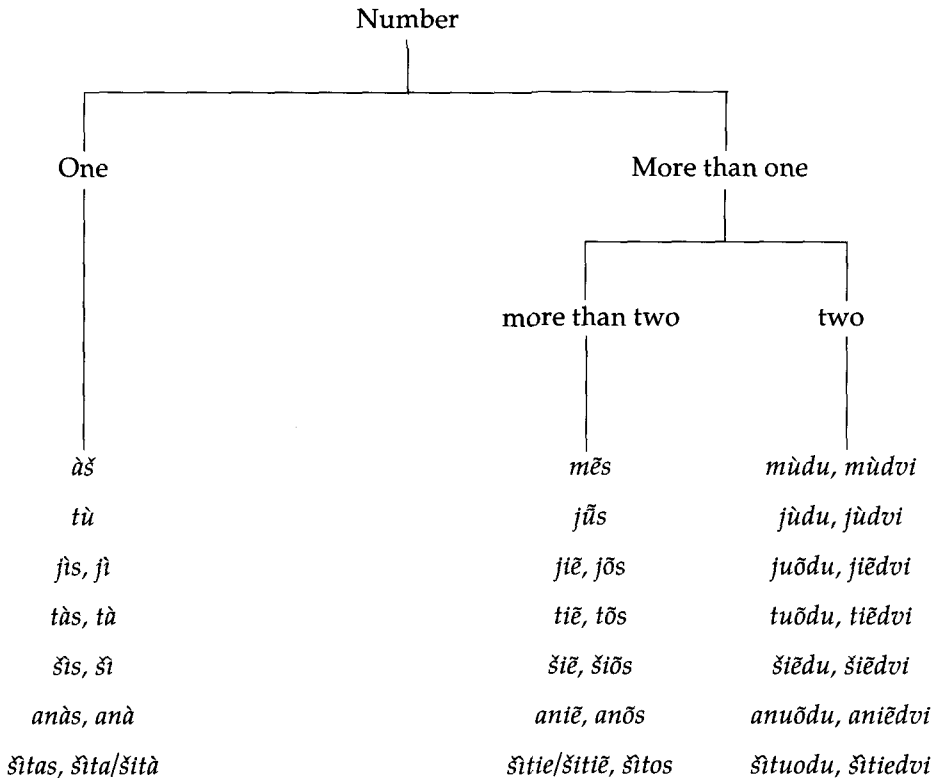 Number
One More than one
more than two two
àš mẽs mùdu, mùdvi
tù jũ̄s jùdu, jùdvi
jìs, jì jiẽ, jõs juõdu, jiẽdvi
tàs, tà tiẽ, tõs tuõdu, tiẽdvi
šìs, šì šiẽ, šiõs šiẽdu, šiẽdvi
anàs, anà aniẽ, anõs anuõdu, aniẽdvi
šìtas, šìta/šità šìtie/šitiẽ, šìtos šìtuodu, šìtiedvi